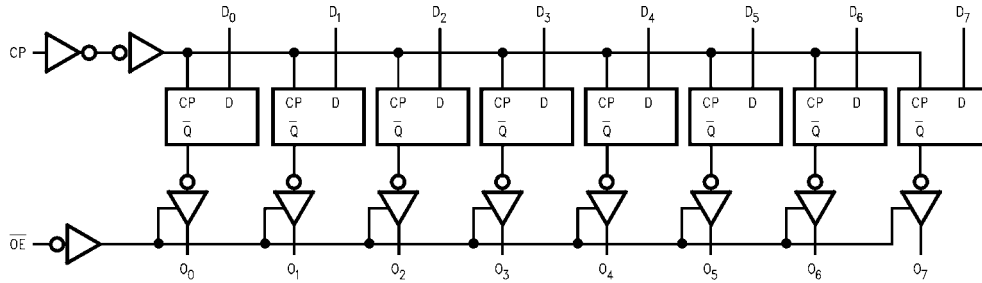 D₀ D₁ D₂ D₃ D₄ D₅ D₆ D₇
CP
CP D CP D CP D CP D CP D CP D CP D CP D
Q̅ Q̅ Q̅ Q̅ Q̅ Q̅ Q̅ Q̅
O̅E̅
O₀ O₁ O₂ O₃ O₄ O₅ O₆ O₇